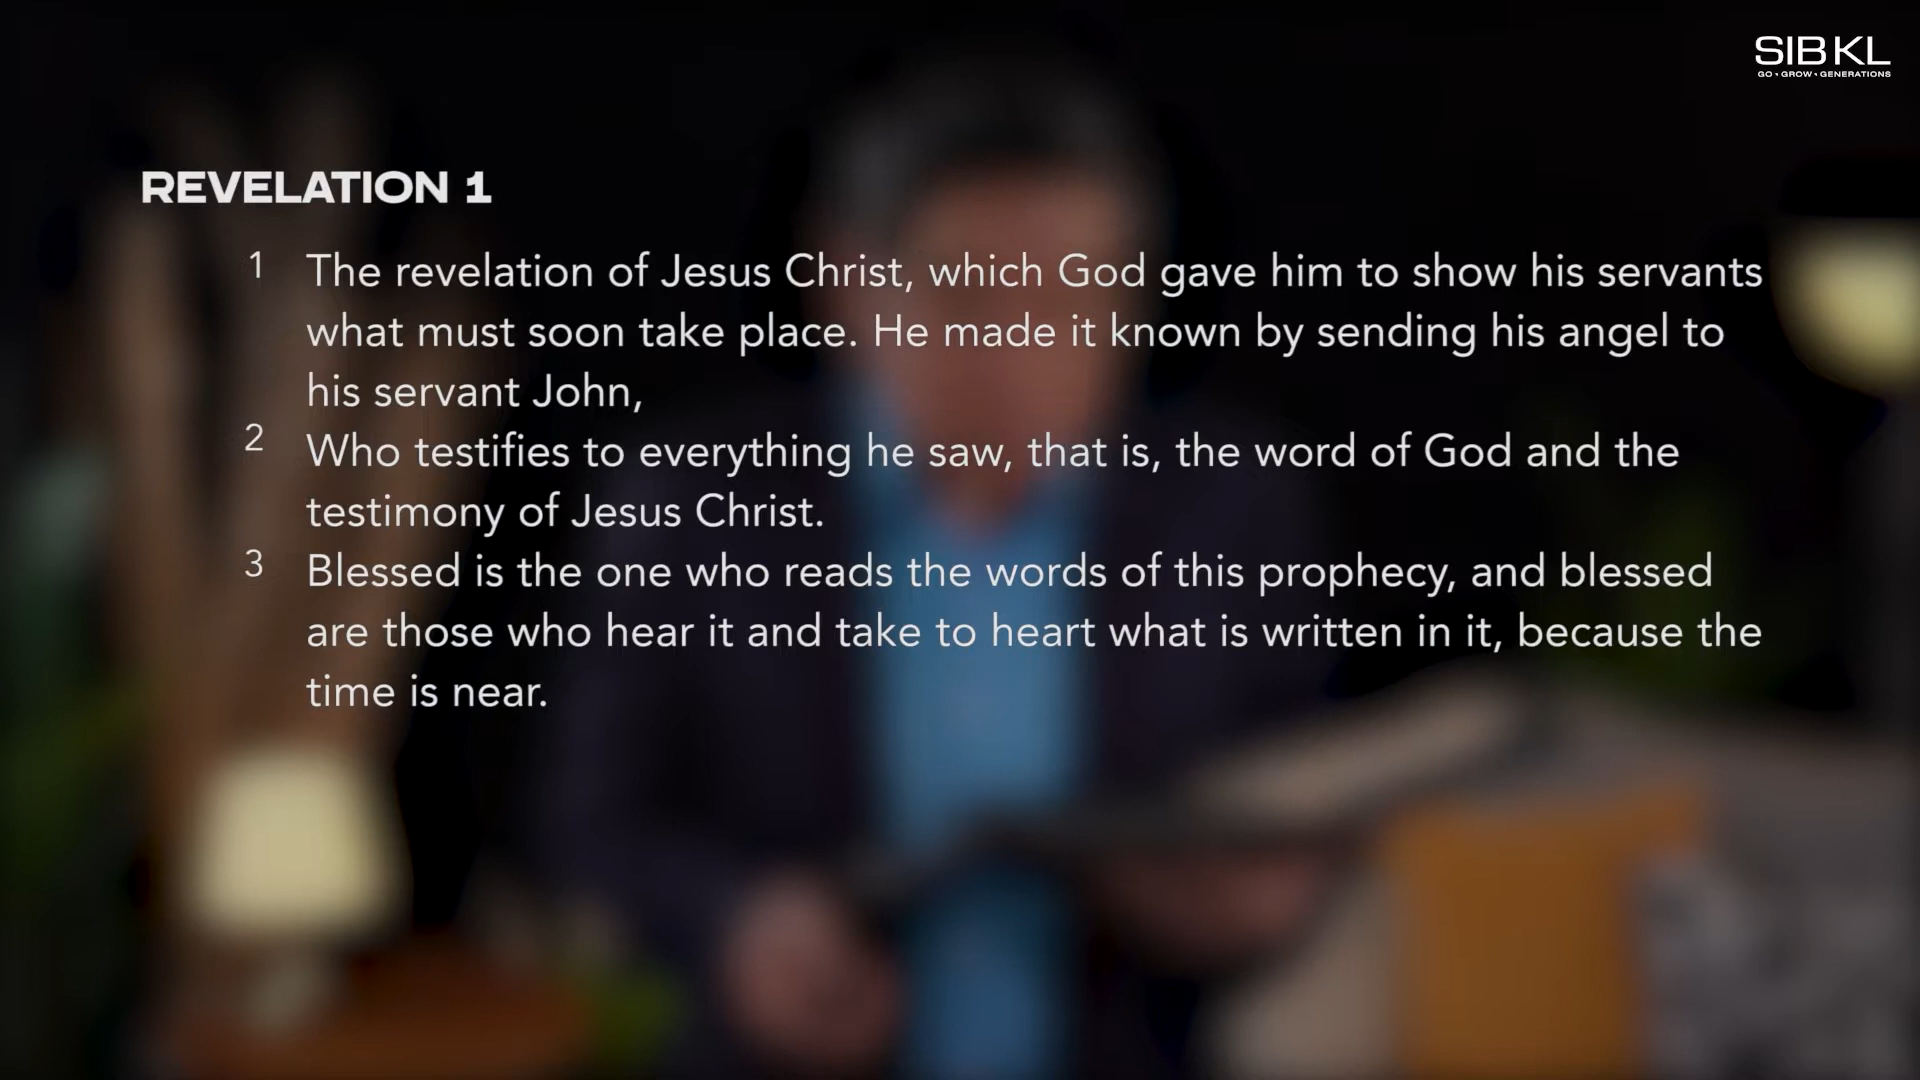 SIB KL
GO • GROW • GENERATIONS
REVELATION 1
1 The revelation of Jesus Christ, which God gave him to show his servants
what must soon take place. He made it known by sending his angel to
his servant John,
2 Who testifies to everything he saw, that is, the word of God and the
testimony of Jesus Christ.
3 Blessed is the one who reads the words of this prophecy, and blessed
are those who hear it and take to heart what is written in it, because the
time is near.